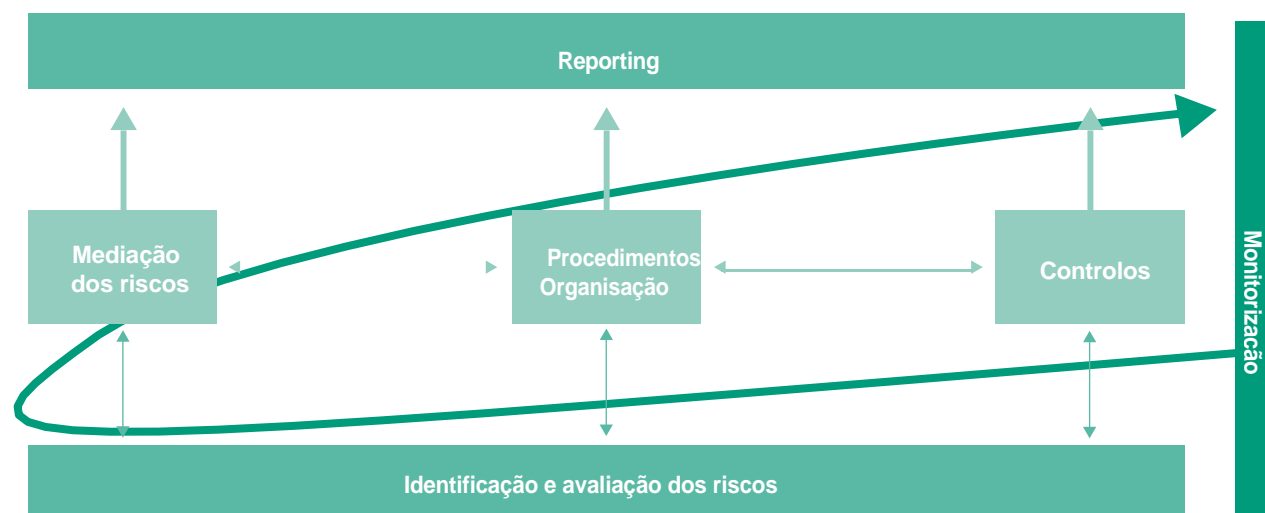 Reporting
Mediação
dos riscos
Procedimentos
Organisação
Controlos
Monitorização
Identificação e avaliação dos riscos